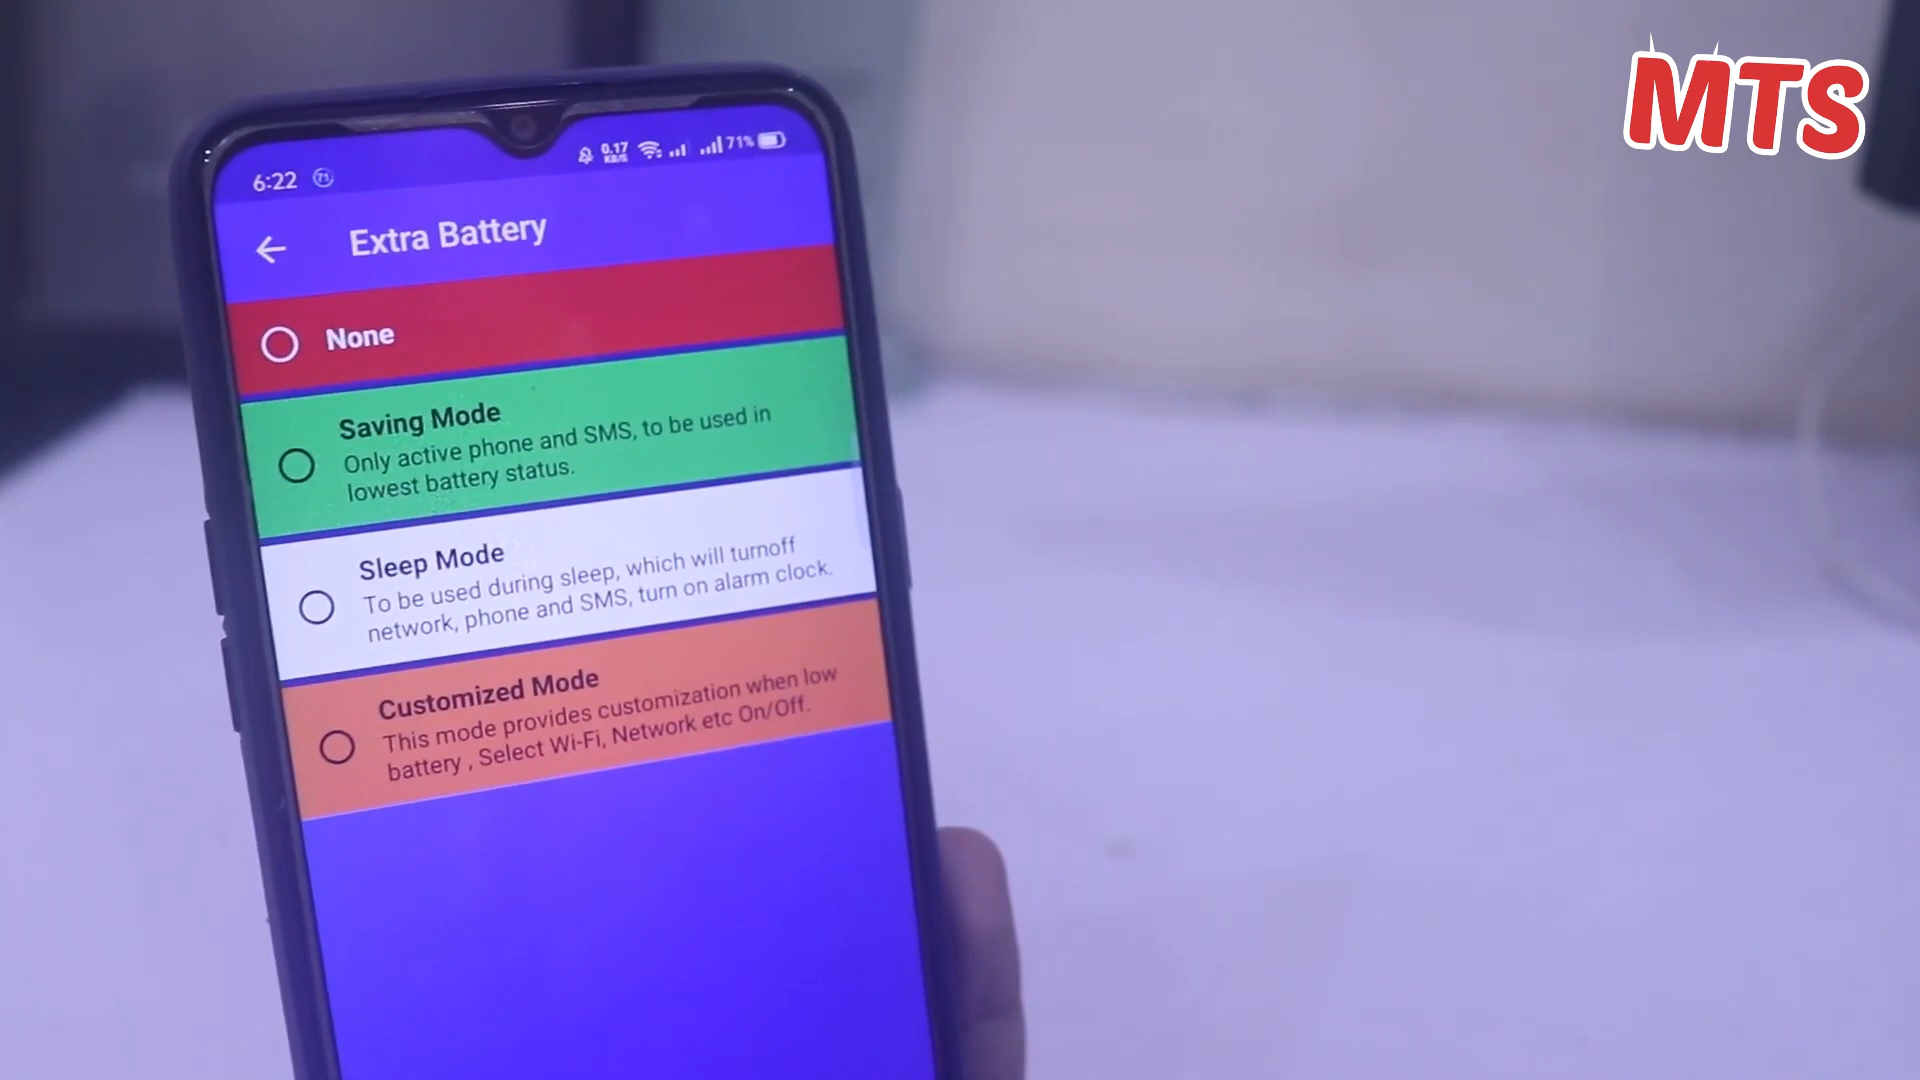 MTS
6:22 71 0.17 KB/S 71%
Extra Battery
None
Saving Mode
Only active phone and SMS, to be used in
lowest battery status.
Sleep Mode
To be used during sleep, which will turnoff
network, phone and SMS, turn on alarm clock.
Customized Mode
This mode provides customization when low
battery , Select Wi-Fi, Network etc On/Off.